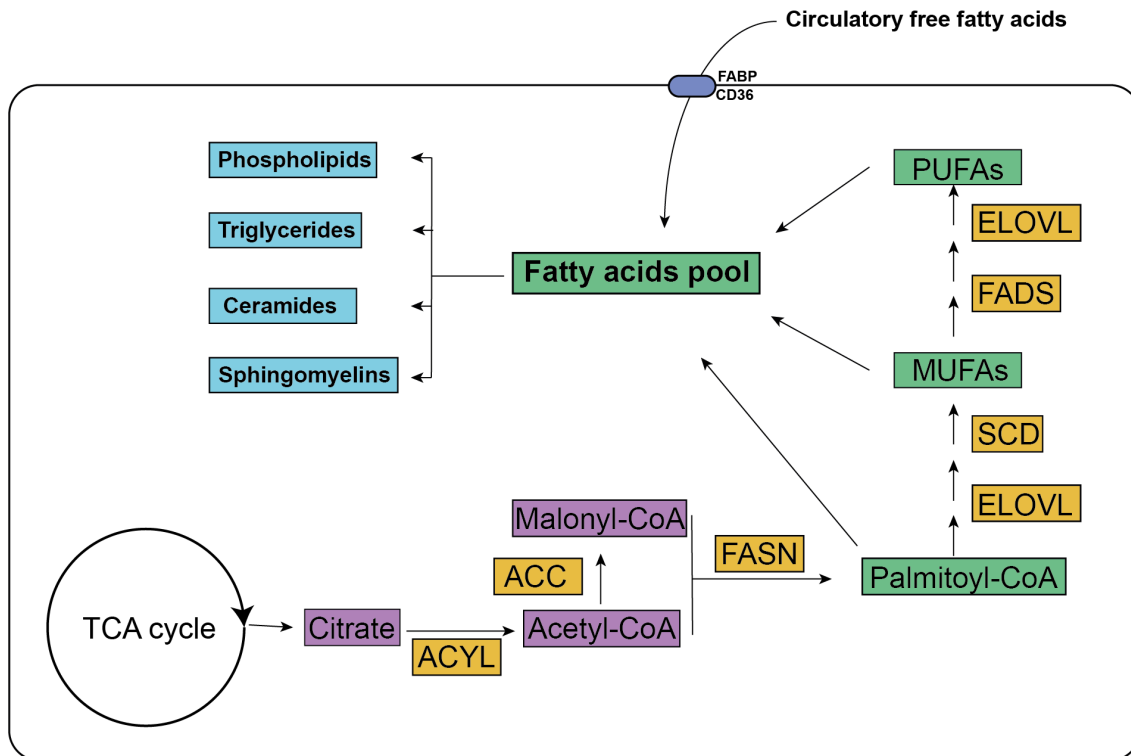 Circulatory free fatty acids
FABP
CD36
Phospholipids
Triglycerides
Ceramides
Sphingomyelins
Fatty acids pool
PUFAs
ELOVL
FADS
MUFAs
SCD
ELOVL
Malonyl-CoA
FASN
ACC
Palmitoyl-CoA
TCA cycle
Citrate
Acetyl-CoA
ACYL